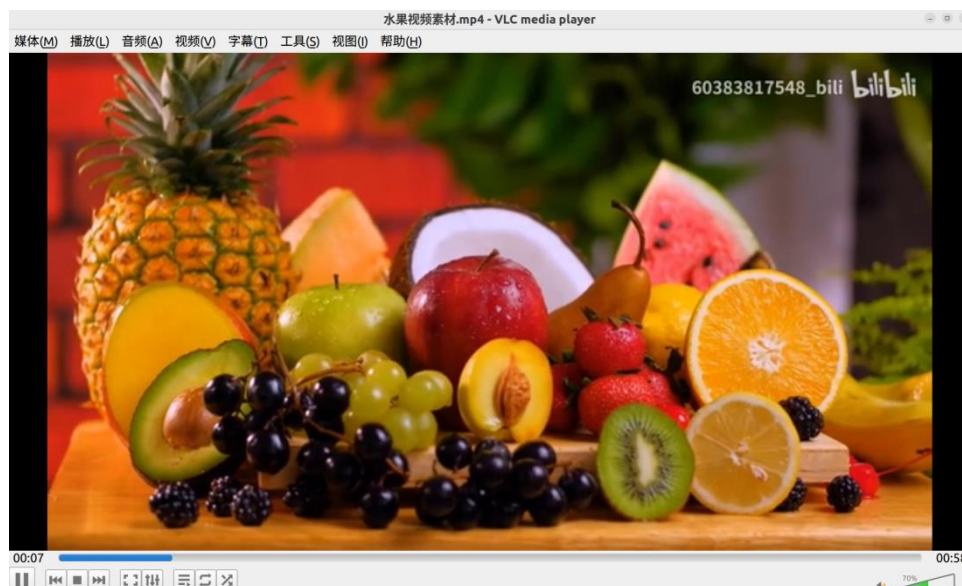 水果视频素材.mp4 - VLC media player
媒体(M) 播放(L) 音频(A) 视频(V) 字幕(T) 工具(S) 视图(I) 帮助(H)
60383817548_bili bilibili
00:07
00:58
70%